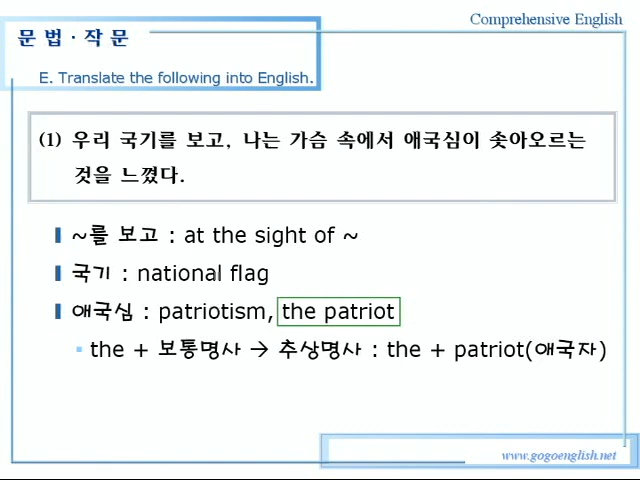 Comprehensive English
문 법 · 작 문
E. Translate the following into English.
(1) 우리 국기를 보고, 나는 가슴 속에서 애국심이 솟아오르는
것을 느꼈다.
~를 보고 : at the sight of ~
국기 : national flag
애국심 : patriotism, the patriot
the + 보통명사 → 추상명사 : the + patriot(애국자)
www.gogoenglish.net